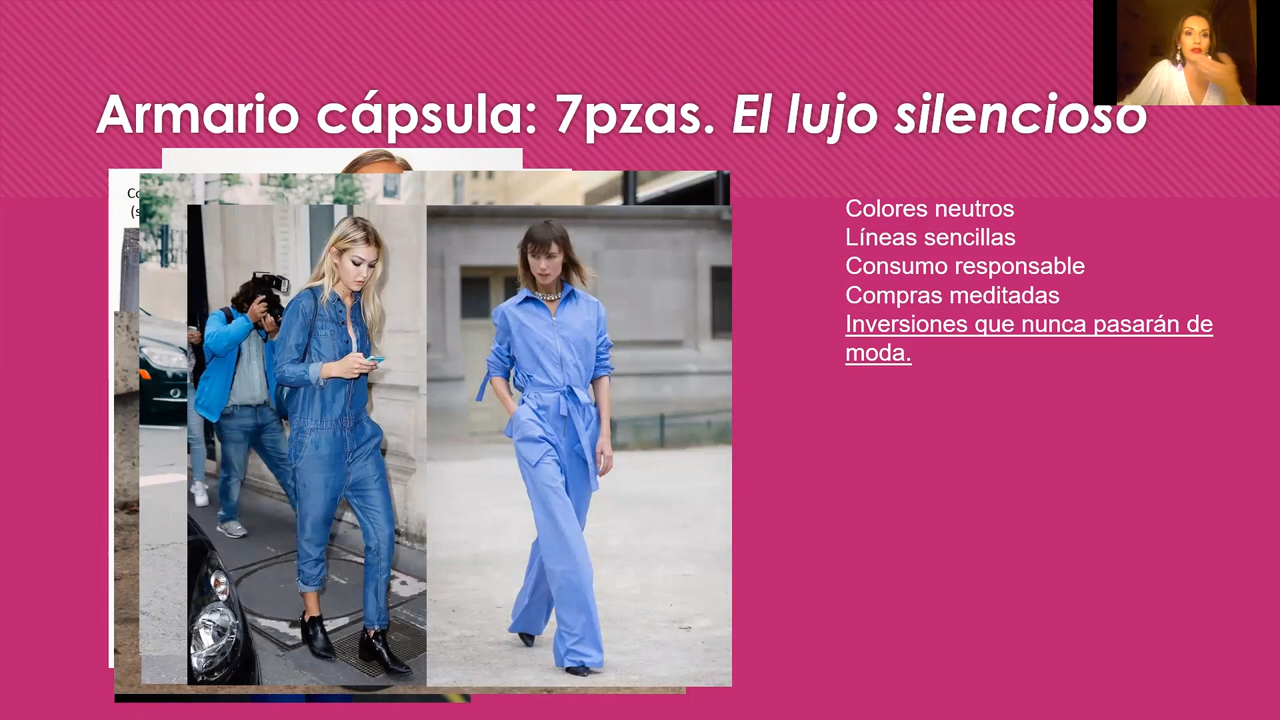 Armario cápsula: 7pzas. El lujo silencioso
Colores neutros
Líneas sencillas
Consumo responsable
Compras meditadas
Inversiones que nunca pasarán de
moda.